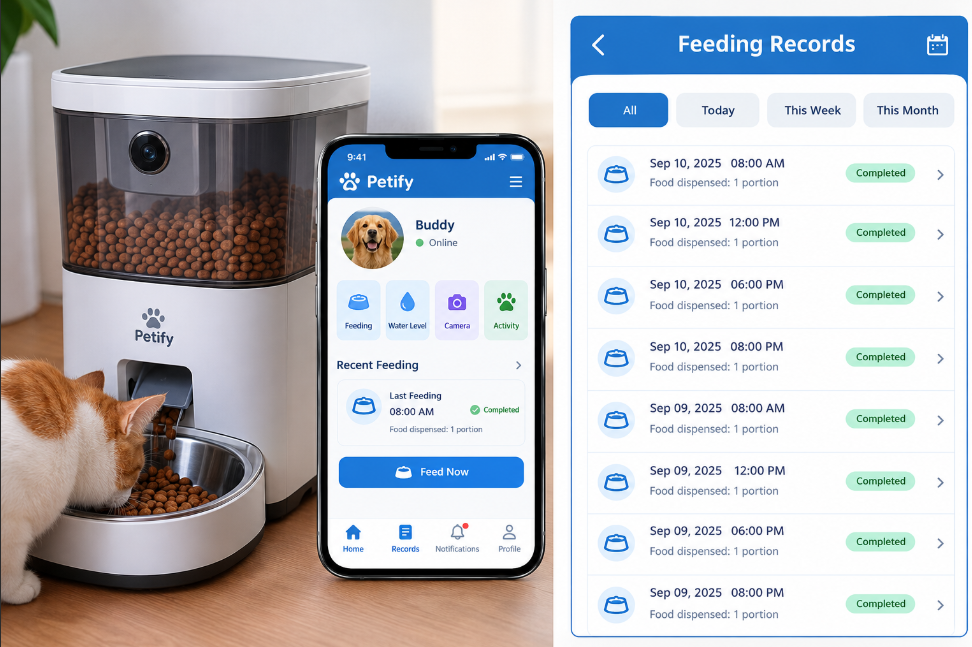 Petify
9:41
Petify
Buddy
Online
Feeding
Water Level
Camera
Activity
Recent Feeding
Last Feeding
08:00 AM
Completed
Food dispensed: 1 portion
Feed Now
Home
Records
Notifications
Profile
Feeding Records
All
Today
This Week
This Month
Sep 10, 2025 08:00 AM
Food dispensed: 1 portion
Completed
Sep 10, 2025 12:00 PM
Food dispensed: 1 portion
Completed
Sep 10, 2025 06:00 PM
Food dispensed: 1 portion
Completed
Sep 10, 2025 08:00 PM
Food dispensed: 1 portion
Completed
Sep 09, 2025 08:00 AM
Food dispensed: 1 portion
Completed
Sep 09, 2025 12:00 PM
Food dispensed: 1 portion
Completed
Sep 09, 2025 06:00 PM
Food dispensed: 1 portion
Completed
Sep 09, 2025 08:00 PM
Food dispensed: 1 portion
Completed